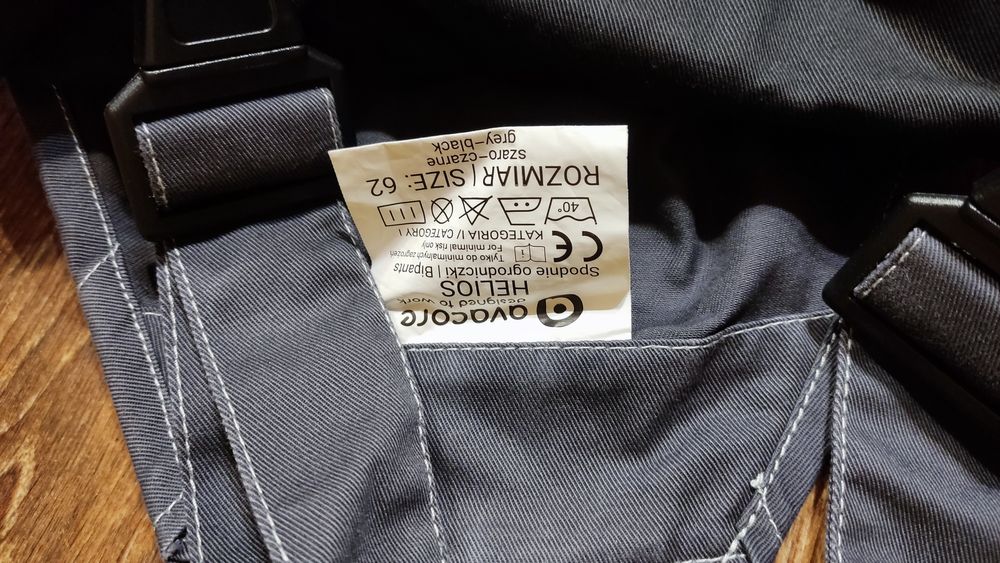 avacore
designed to work
HELIOS
Spodnie ogrodniczki | Bipants
Tylko do minimalnych zagrożeń
For minimal risk only
CE KATEGORIA I / CATEGORY I
40°
ROZMIAR | SIZE: 62
szaro-czarne
grey-black